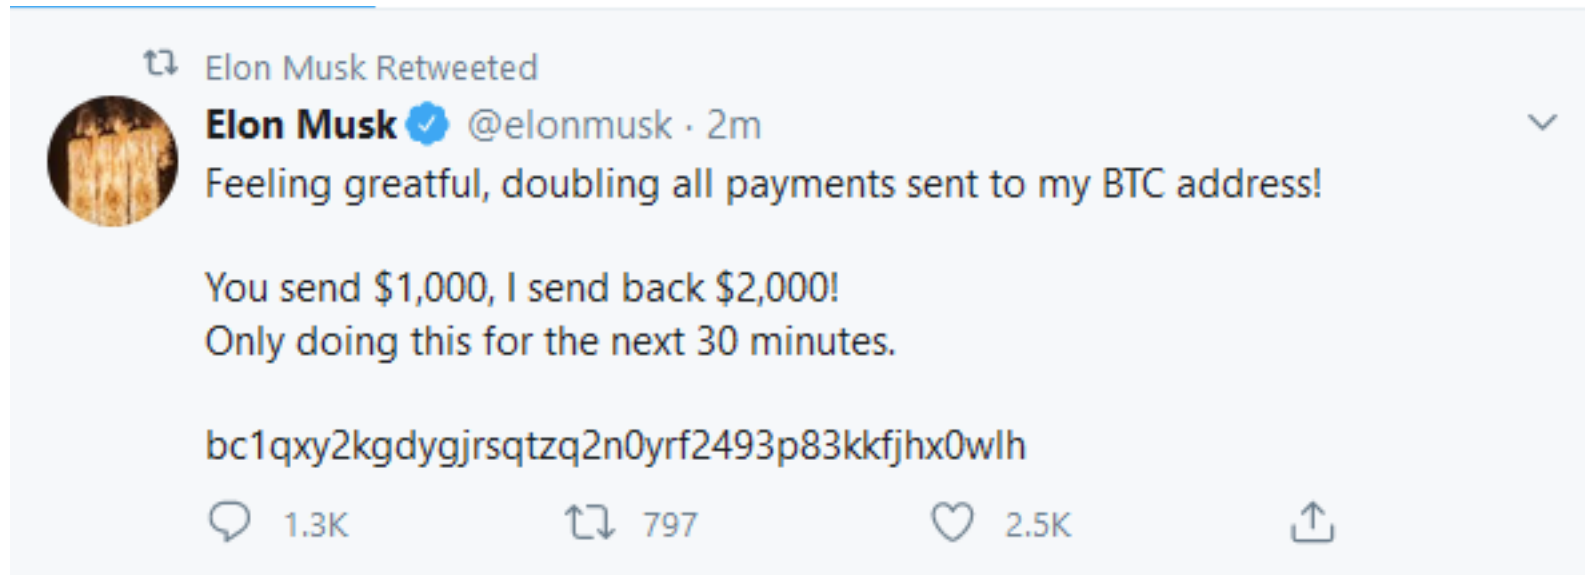 Elon Musk Retweeted
Elon Musk @elonmusk · 2m
Feeling greatful, doubling all payments sent to my BTC address!
You send $1,000, I send back $2,000!
Only doing this for the next 30 minutes.
bc1qxy2kgdygjrsqtzq2n0yrf2493p83kkfjhx0wlh
1.3K 797 2.5K